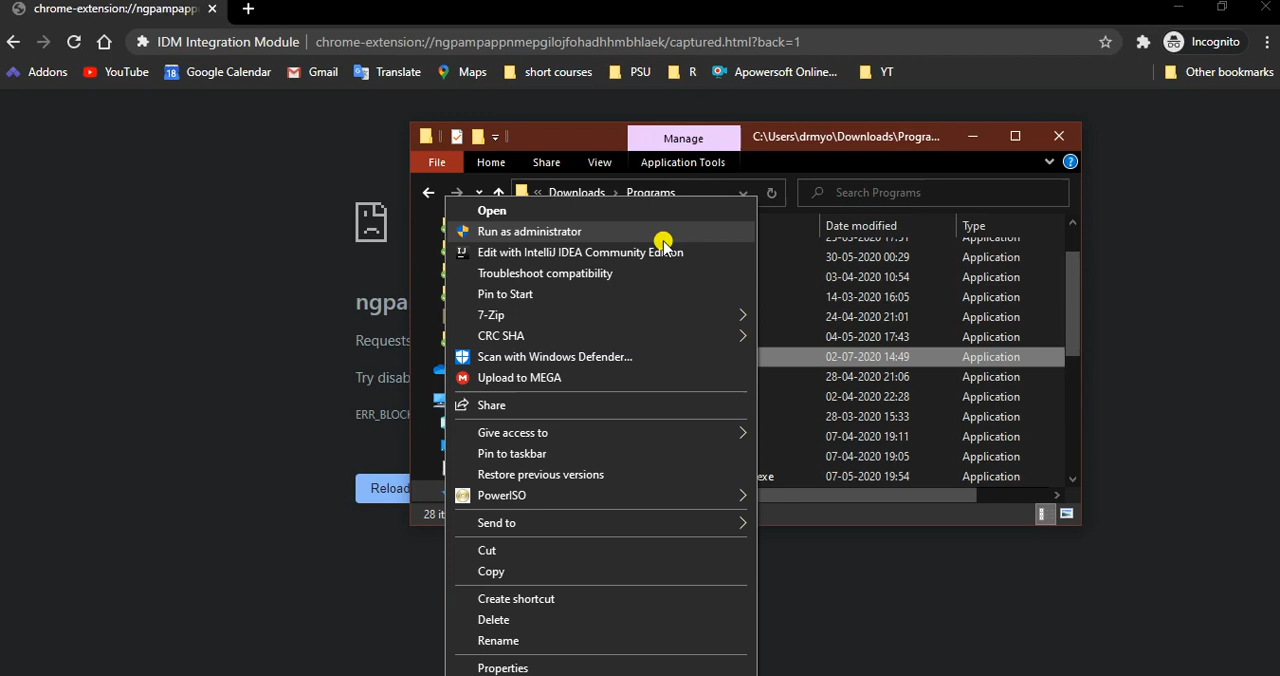 chrome-extension://ngpampapp
IDM Integration Module
chrome-extension://ngpampappnmepgilojfohadhhmbhlaek/captured.html?back=1
Incognito
Addons
YouTube
18
Google Calendar
Gmail
Translate
Maps
short courses
PSU
R
Apowersoft Online...
YT
Other bookmarks
Manage
C:\Users\drmyo\Downloads\Progra...
File
Home
Share
View
Application Tools
?
« Downloads › Programs
Search Programs
Date modified
Type
Application
30-05-2020 00:29 Application
03-04-2020 10:54 Application
14-03-2020 16:05 Application
24-04-2020 21:01 Application
04-05-2020 17:43 Application
02-07-2020 14:49 Application
28-04-2020 21:06 Application
02-04-2020 22:28 Application
28-03-2020 15:33 Application
07-04-2020 19:11 Application
07-04-2020 19:05 Application
exe 07-05-2020 19:54 Application
28 it
Open
Run as administrator
IJ Edit with IntelliJ IDEA Community Edition
Troubleshoot compatibility
Pin to Start
7-Zip
CRC SHA
Scan with Windows Defender...
M Upload to MEGA
Share
Give access to
Pin to taskbar
Restore previous versions
PowerISO
Send to
Cut
Copy
Create shortcut
Delete
Rename
Properties
ngpa
Requests
Try disab
ERR_BLOC
Reload